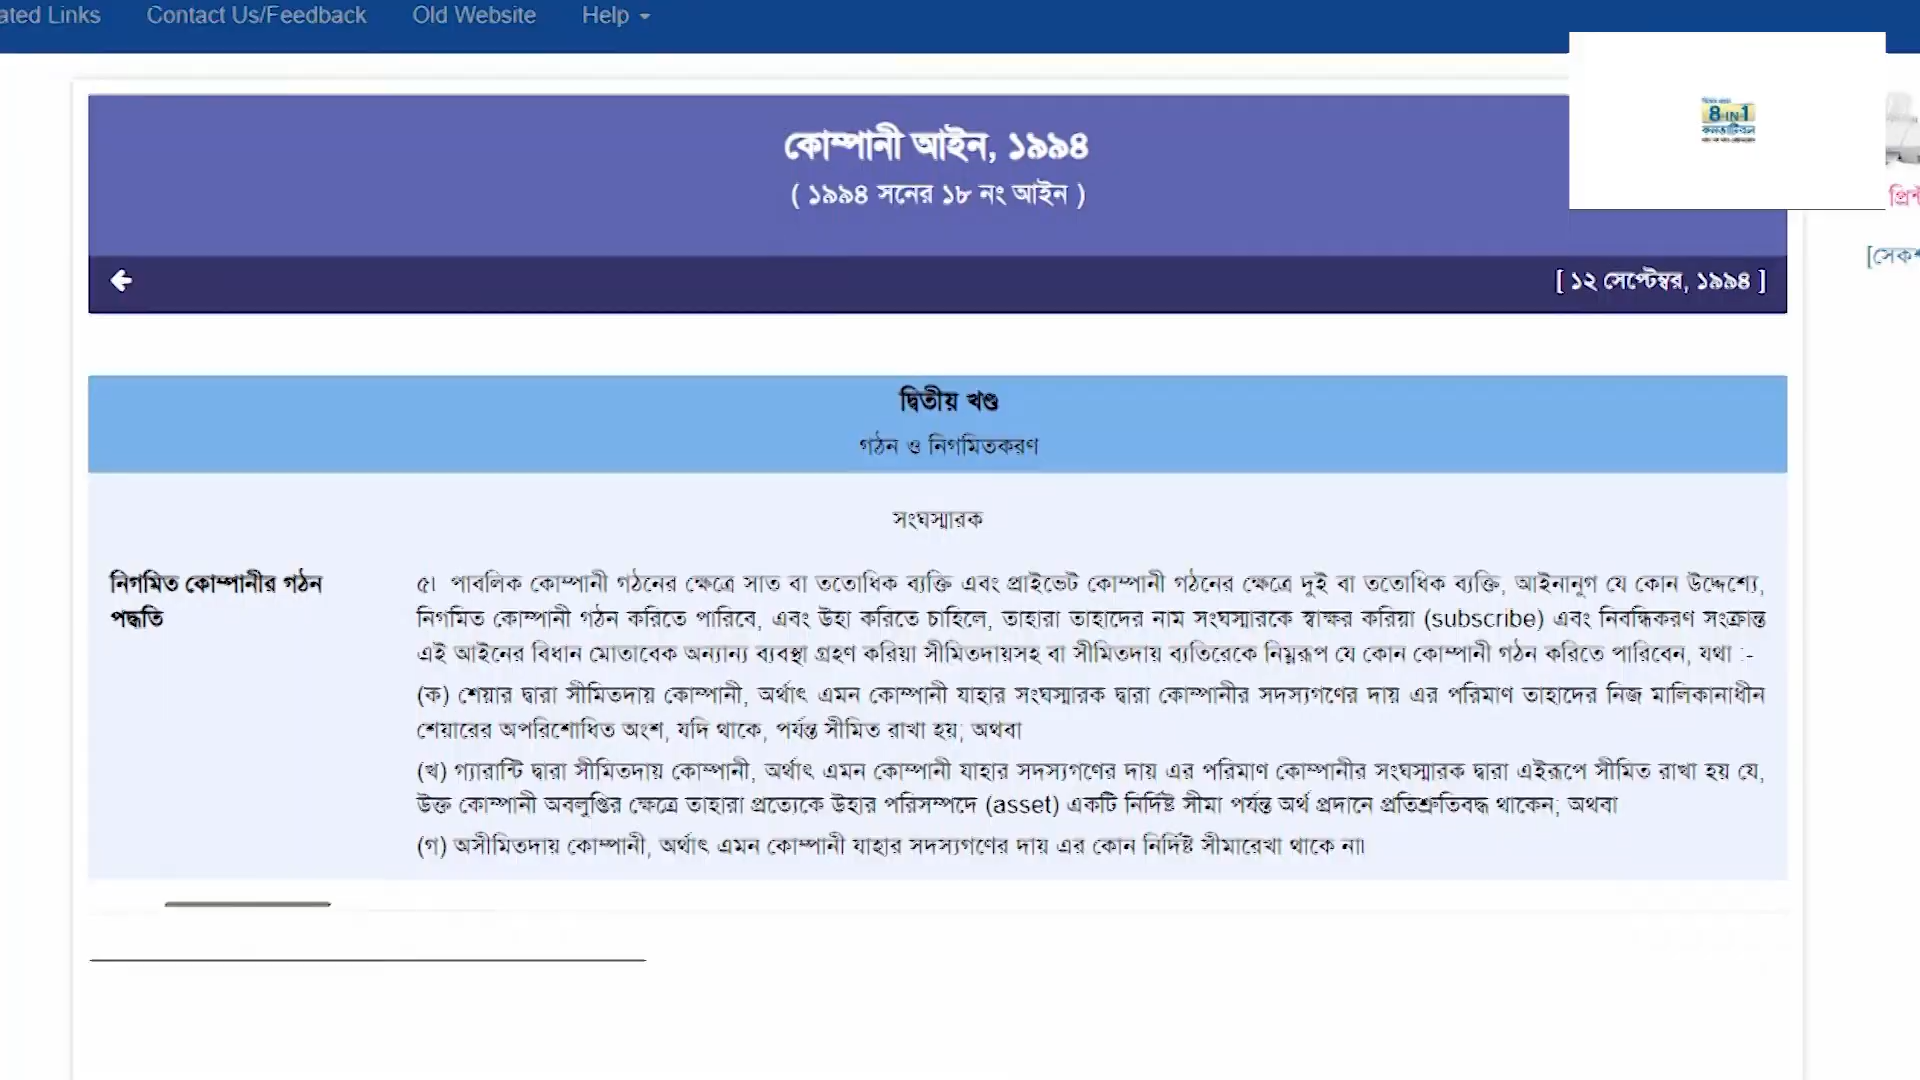 ated Links Contact Us/Feedback Old Website Help
8 IN 1
কোম্পানী আইন, ১৯৯৪
( ১৯৯৪ সনের ১৮ নং আইন )
[ ১২ সেপ্টেম্বর, ১৯৯৪ ]
দ্বিতীয় খণ্ড
গঠন ও নিগমিতকরণ
সংঘস্মারক
নিগমিত কোম্পানীর গঠন
পদ্ধতি
৫। পাবলিক কোম্পানী গঠনের ক্ষেত্রে সাত বা ততোধিক ব্যক্তি এবং প্রাইভেট কোম্পানী গঠনের ক্ষেত্রে দুই বা ততোধিক ব্যক্তি, আইনানুগ যে কোন উদ্দেশ্যে,
নিগমিত কোম্পানী গঠন করিতে পারিবে, এবং উহা করিতে চাহিলে, তাহারা তাহাদের নাম সংঘস্মারকে স্বাক্ষর করিয়া (subscribe) এবং নিবন্ধিকরণ সংক্রান্ত
এই আইনের বিধান মোতাবেক অন্যান্য ব্যবস্থা গ্রহণ করিয়া সীমিতদায়সহ বা সীমিতদায় ব্যতিরেকে নিম্নরূপ যে কোন কোম্পানী গঠন করিতে পারিবেন, যথা :-
(ক) শেয়ার দ্বারা সীমিতদায় কোম্পানী, অর্থাৎ এমন কোম্পানী যাহার সংঘস্মারক দ্বারা কোম্পানীর সদস্যগণের দায় এর পরিমাণ তাহাদের নিজ মালিকানাধীন
শেয়ারের অপরিশোধিত অংশ, যদি থাকে, পর্যন্ত সীমিত রাখা হয়; অথবা
(খ) গ্যারান্টি দ্বারা সীমিতদায় কোম্পানী, অর্থাৎ এমন কোম্পানী যাহার সদস্যগণের দায় এর পরিমাণ কোম্পানীর সংঘস্মারক দ্বারা এইরূপে সীমিত রাখা হয় যে,
উক্ত কোম্পানী অবলুপ্তির ক্ষেত্রে তাহারা প্রত্যেকে উহার পরিসম্পদে (asset) একটি নির্দিষ্ট সীমা পর্যন্ত অর্থ প্রদানে প্রতিশ্রুতিবদ্ধ থাকেন; অথবা
(গ) অসীমিতদায় কোম্পানী, অর্থাৎ এমন কোম্পানী যাহার সদস্যগণের দায় এর কোন নির্দিষ্ট সীমারেখা থাকে না।